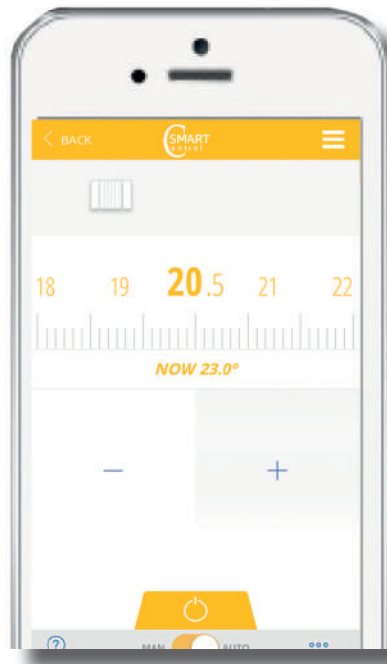 < BACK
SMART
Control
18 19 20.5 21 22
NOW 23.0°
− +
? MAN AUTO